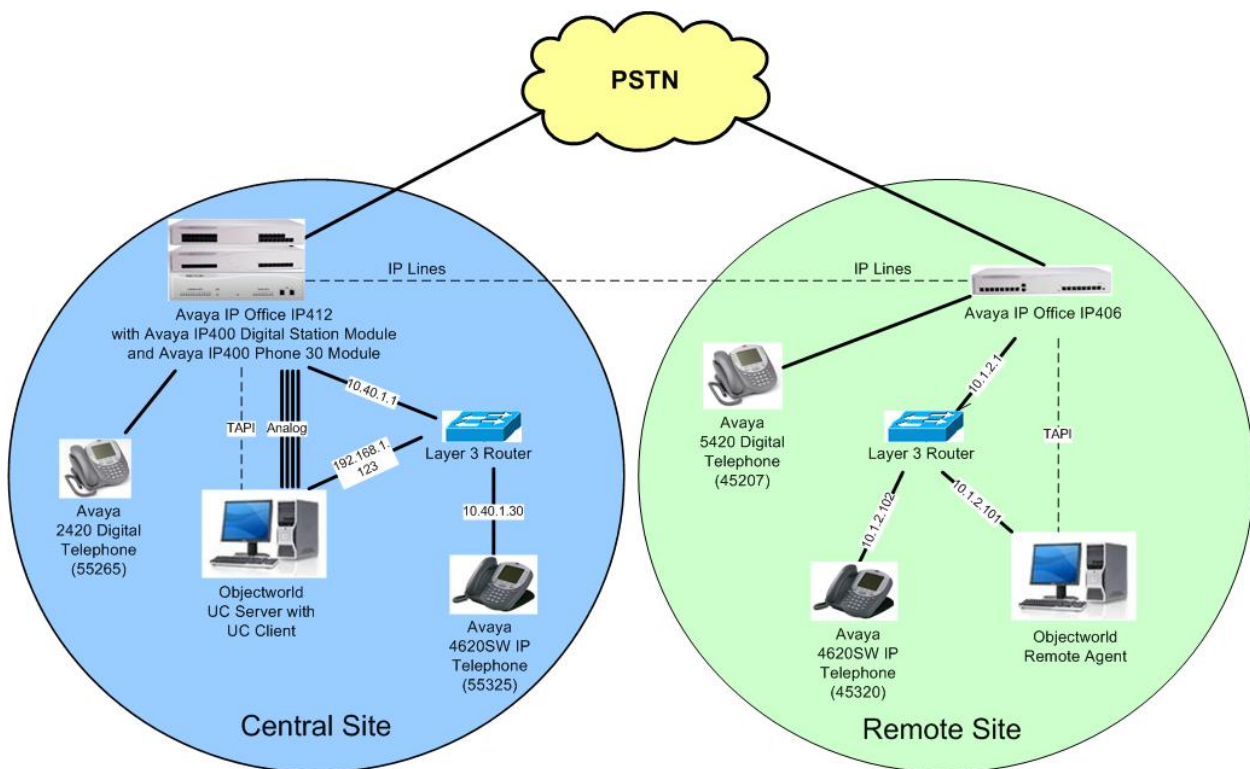 PSTN
IP Lines
IP Lines
Avaya IP Office IP412
with Avaya IP400 Digital Station Module
and Avaya IP400 Phone 30 Module
Avaya IP Office IP406
10.40.1.1
TAPI
Analog
192.168.1.
123
Layer 3 Router
10.40.1.30
Avaya
2420 Digital
Telephone
(55265)
Objectworld
UC Server with
UC Client
Avaya
4620SW IP
Telephone
(55325)
Central Site
Avaya
5420 Digital
Telephone
(45207)
10.1.2.1
Layer 3 Router
TAPI
10.1.2.102
10.1.2.101
Avaya
4620SW IP
Telephone
(45320)
Objectworld
Remote Agent
Remote Site